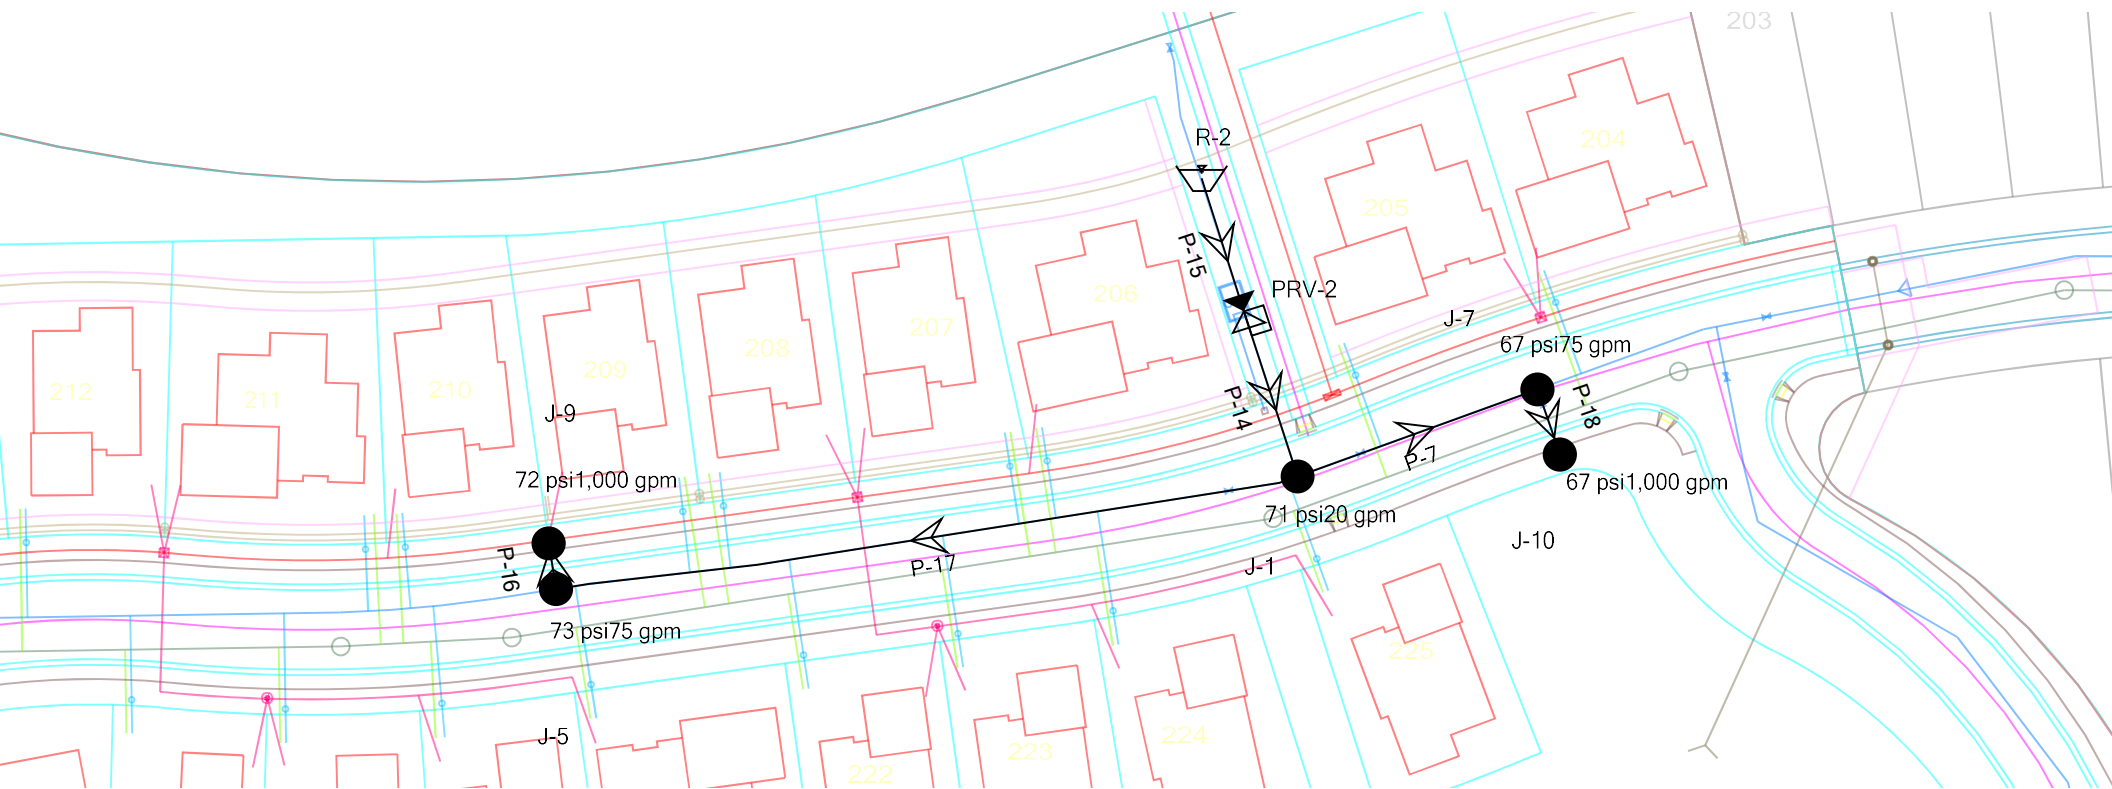 203
R-2
204
205
P-15
PRV-2
206
J-7
207
67 psi75 gpm
208
209
210
211
212
J-9
P-14
P-18
P-7
72 psi1,000 gpm
67 psi1,000 gpm
71 psi20 gpm
J-10
P-16
P-17
J-1
73 psi75 gpm
225
J-5
224
223
222